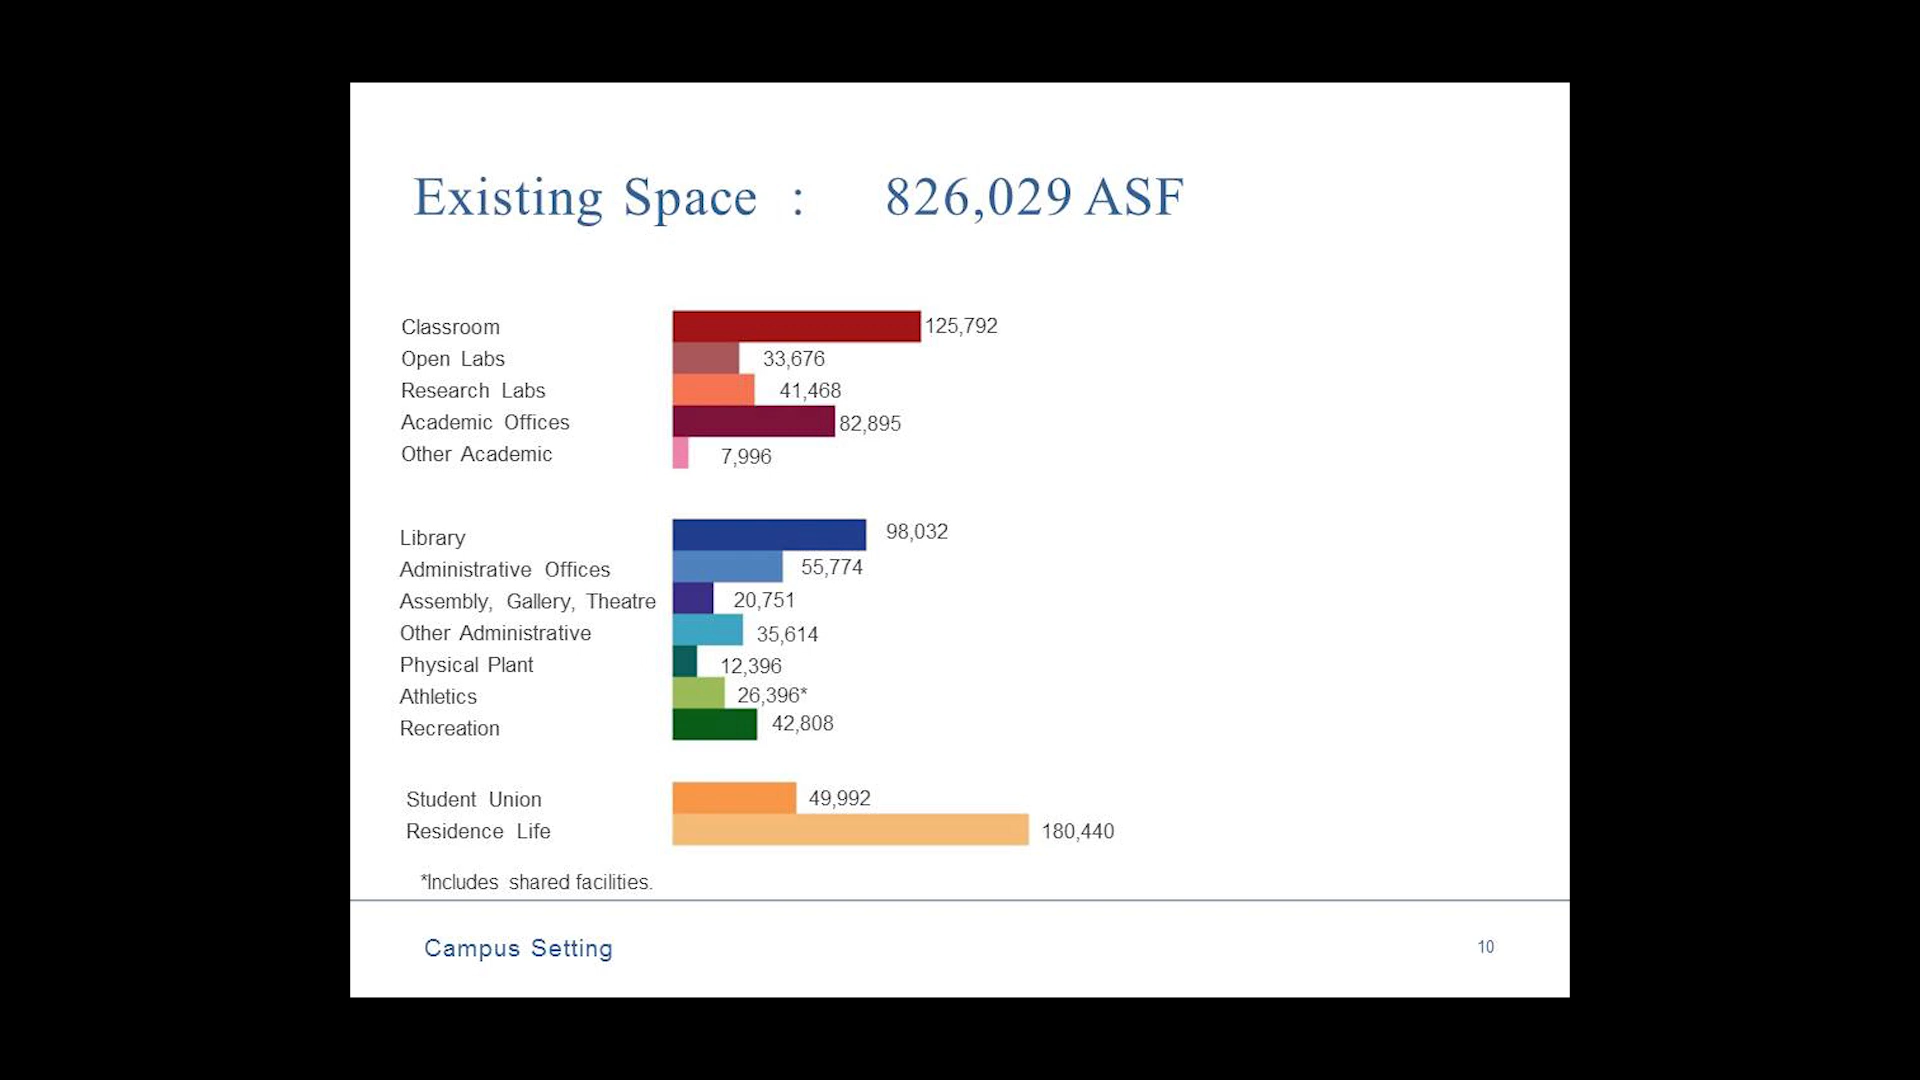 Existing Space : 826,029 ASF
Classroom 125,792
Open Labs 33,676
Research Labs 41,468
Academic Offices 82,895
Other Academic 7,996
Library 98,032
Administrative Offices 55,774
Assembly, Gallery, Theatre 20,751
Other Administrative 35,614
Physical Plant 12,396
Athletics 26,396*
Recreation 42,808
Student Union 49,992
Residence Life 180,440
*Includes shared facilities.
Campus Setting 10